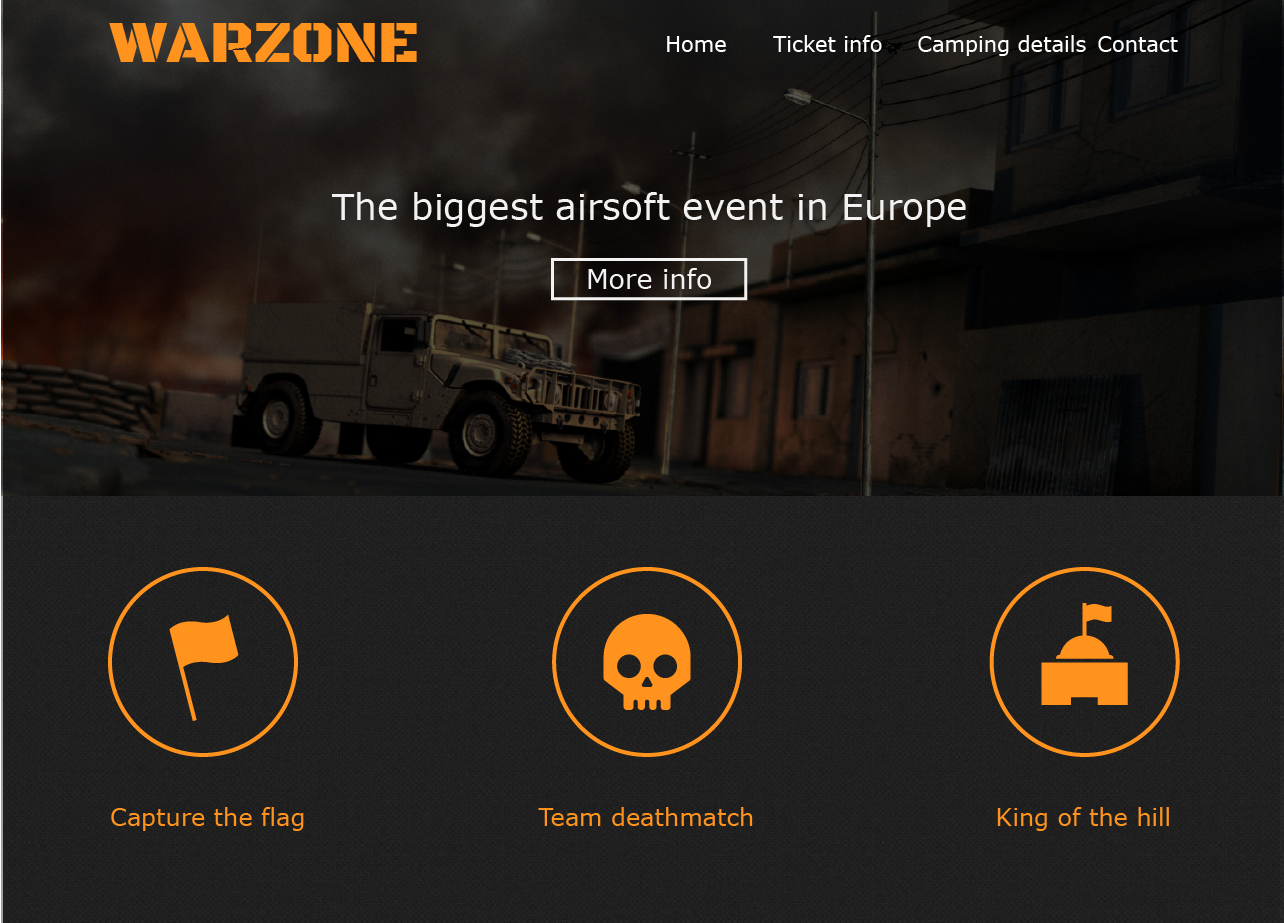 WARZONE
Home Ticket info Camping details Contact
The biggest airsoft event in Europe
More info
Capture the flag Team deathmatch King of the hill